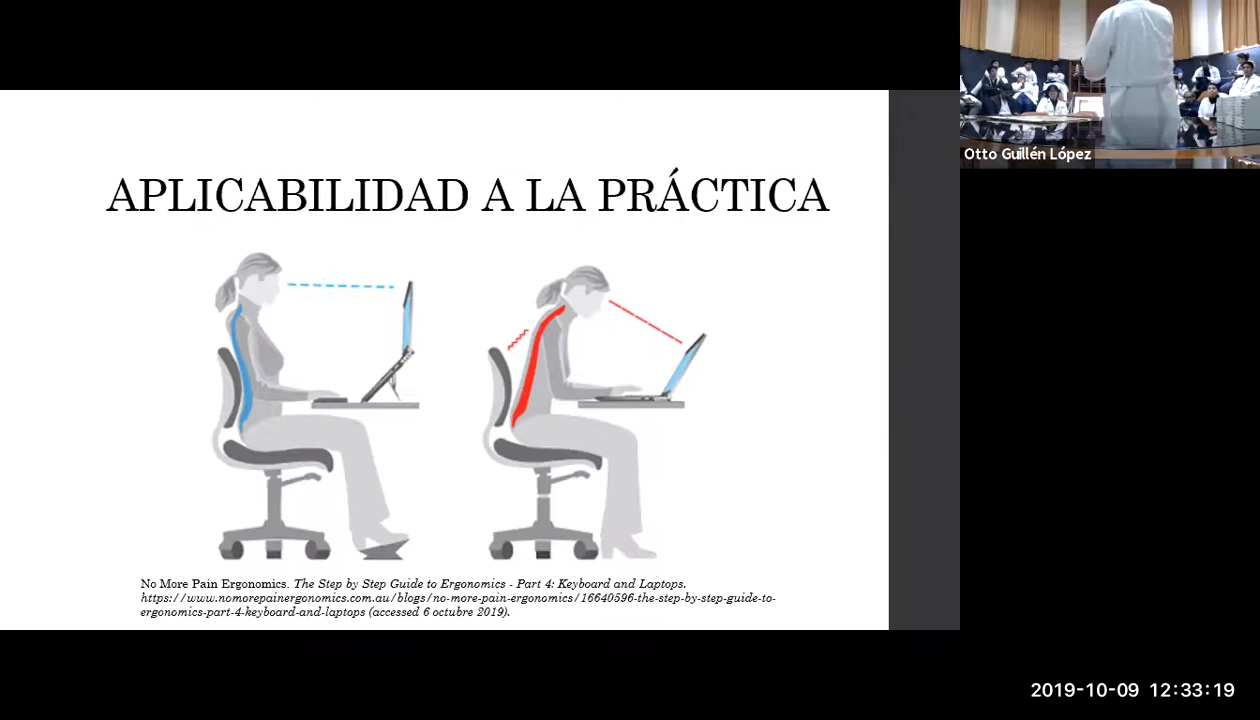 Otto Guillén López
APLICABILIDAD A LA PRÁCTICA
No More Pain Ergonomics. The Step by Step Guide to Ergonomics - Part 4: Keyboard and Laptops.
https://www.nomorepainergonomics.com.au/blogs/no-more-pain-ergonomics/16640596-the-step-by-step-guide-to-
ergonomics-part-4-keyboard-and-laptops (accessed 6 octubre 2019).
2019-10-09 12:33:19